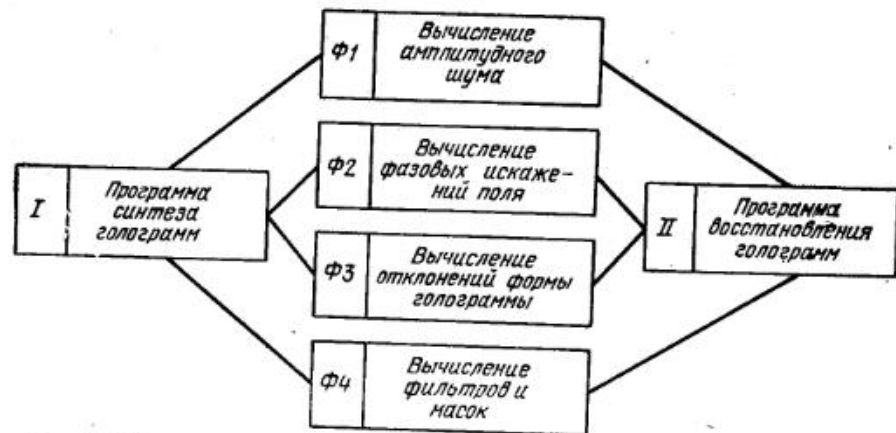 Ф1
Вычисление
амплитудного
шума
Ф2
Вычисление
фазовых искаже-
ний поля
I
Программа
синтеза
голограмм
II
Программа
восстановления
голограмм
Ф3
Вычисление
отклонений формы
голограммы
Ф4
Вычисление
фильтров и
масок